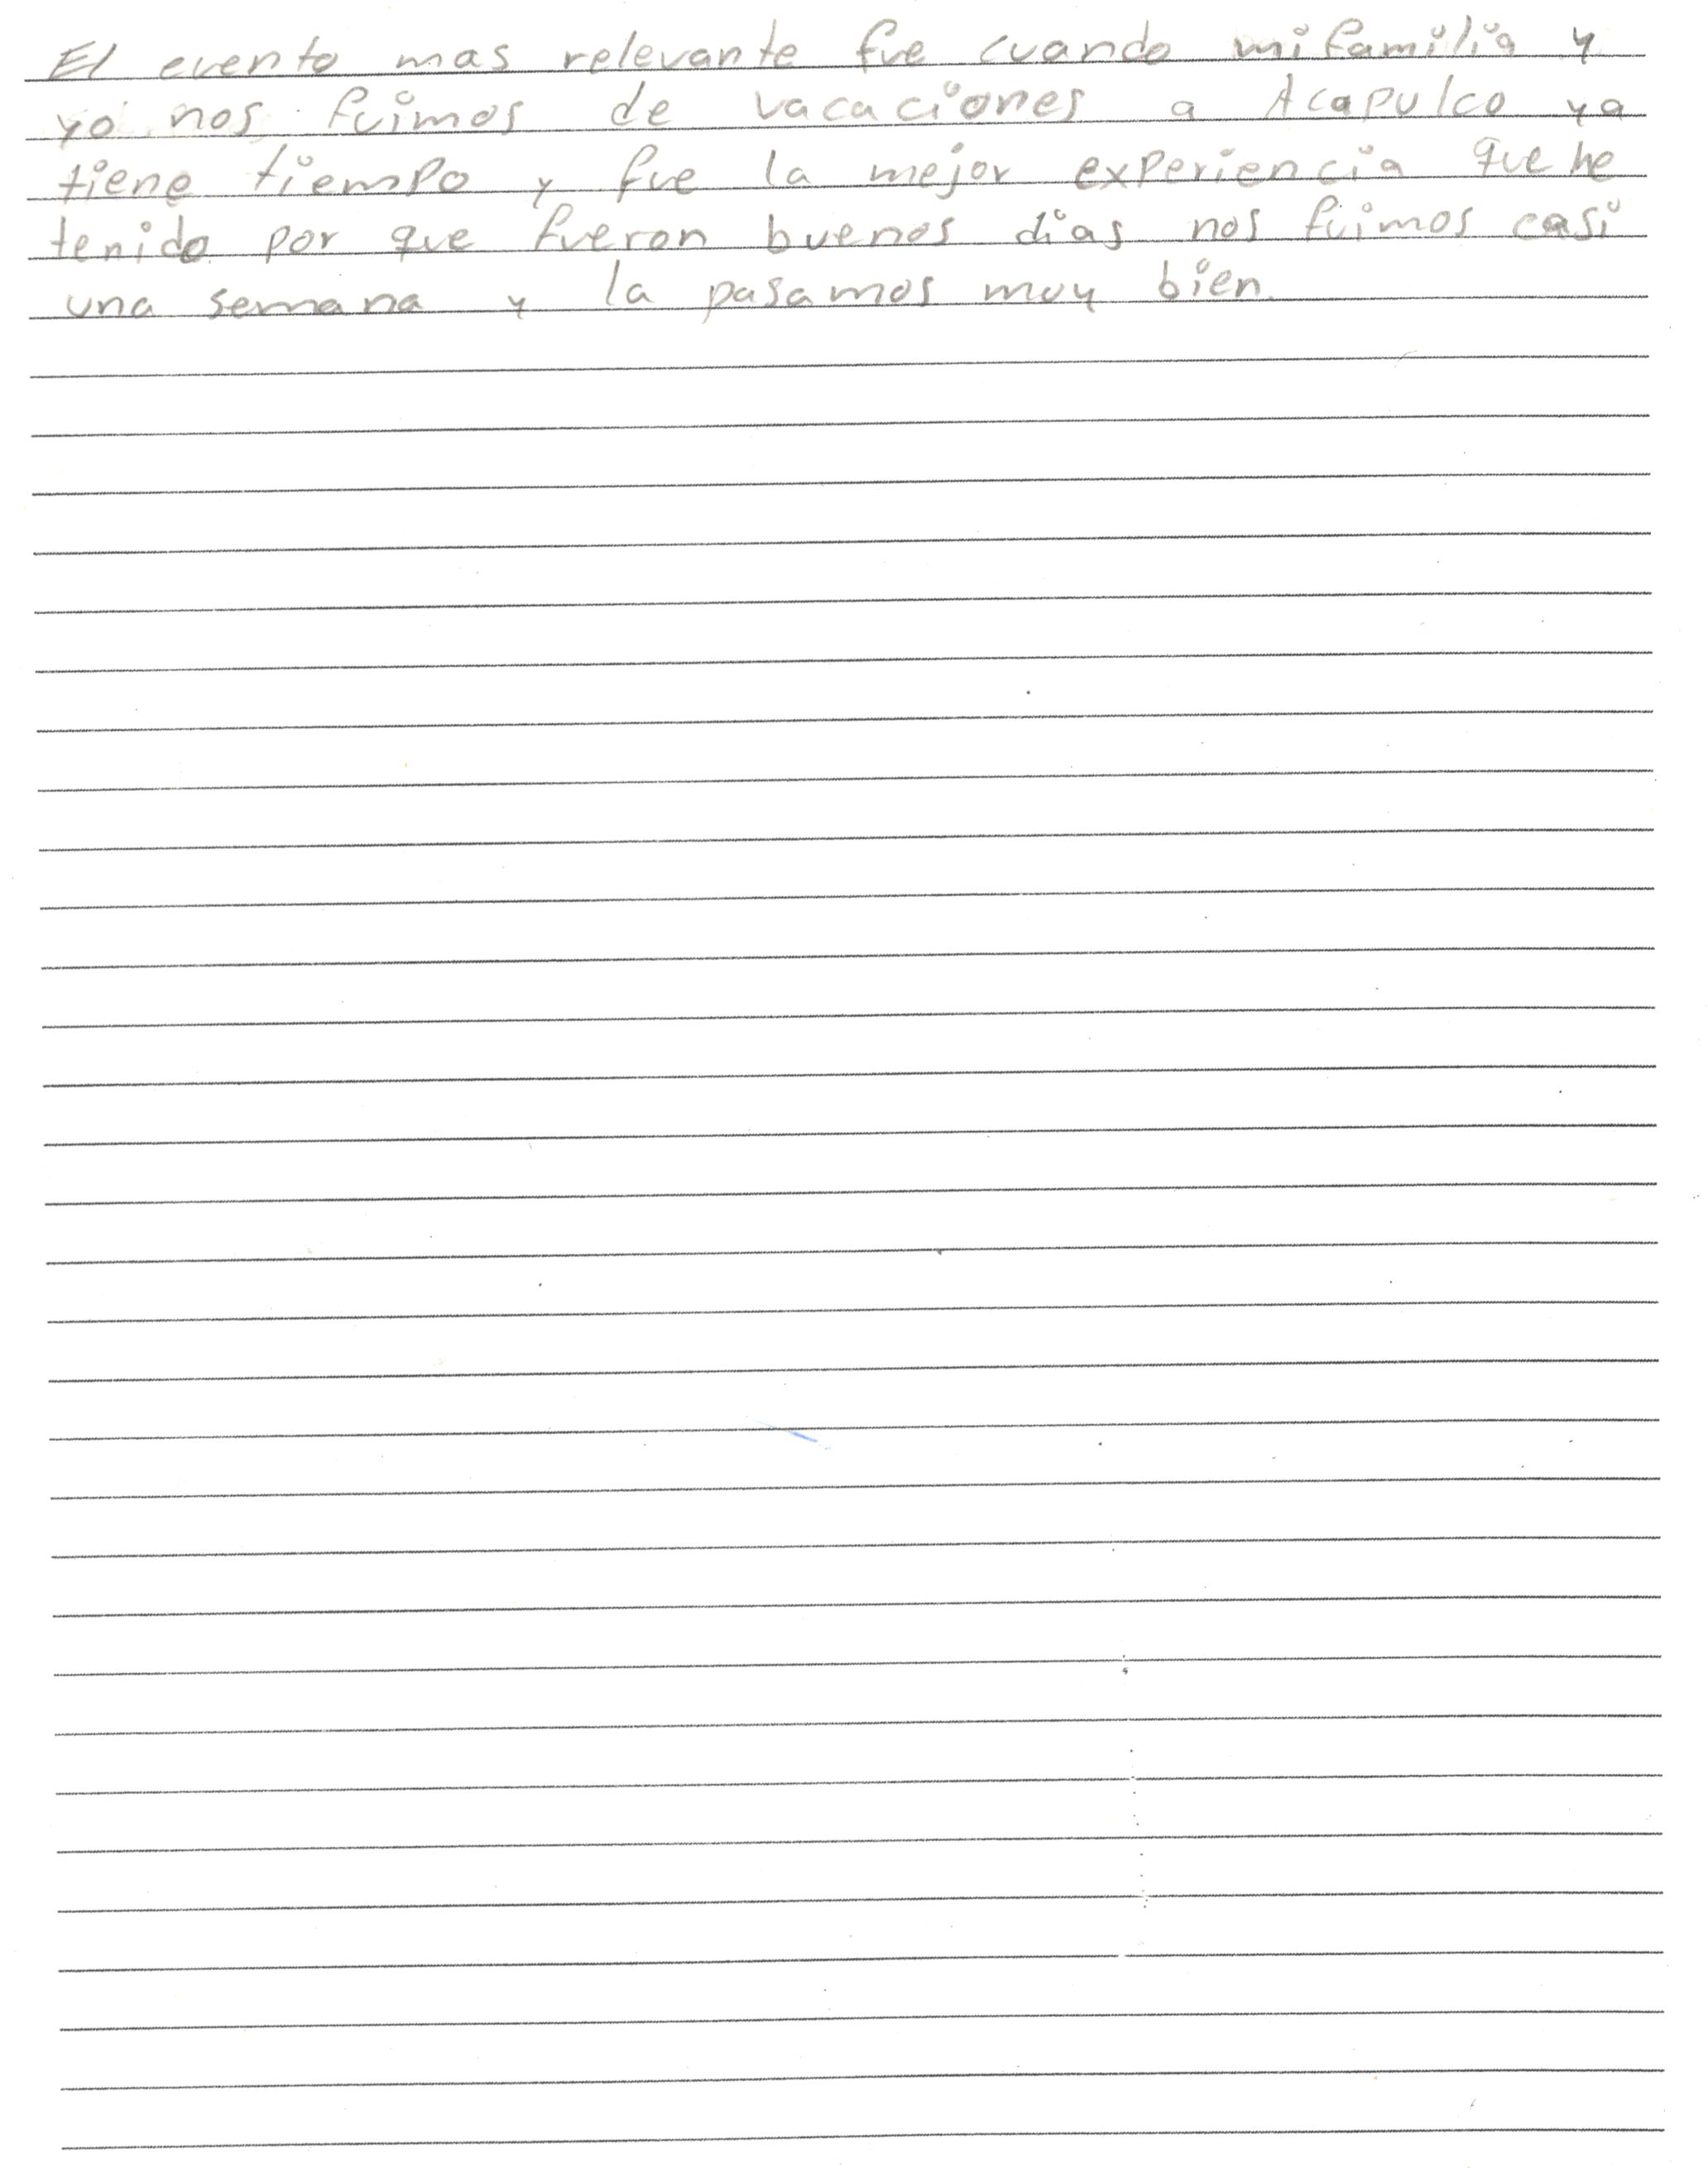 El evento mas relevante fue cuando mi familia y
yo nos fuimos de vacaciones a Acapulco ya
tiene tiempo y fue la mejor experiencia que he
tenido por que fueron buenos dias nos fuimos casi
una semana y la pasamos muy bien.